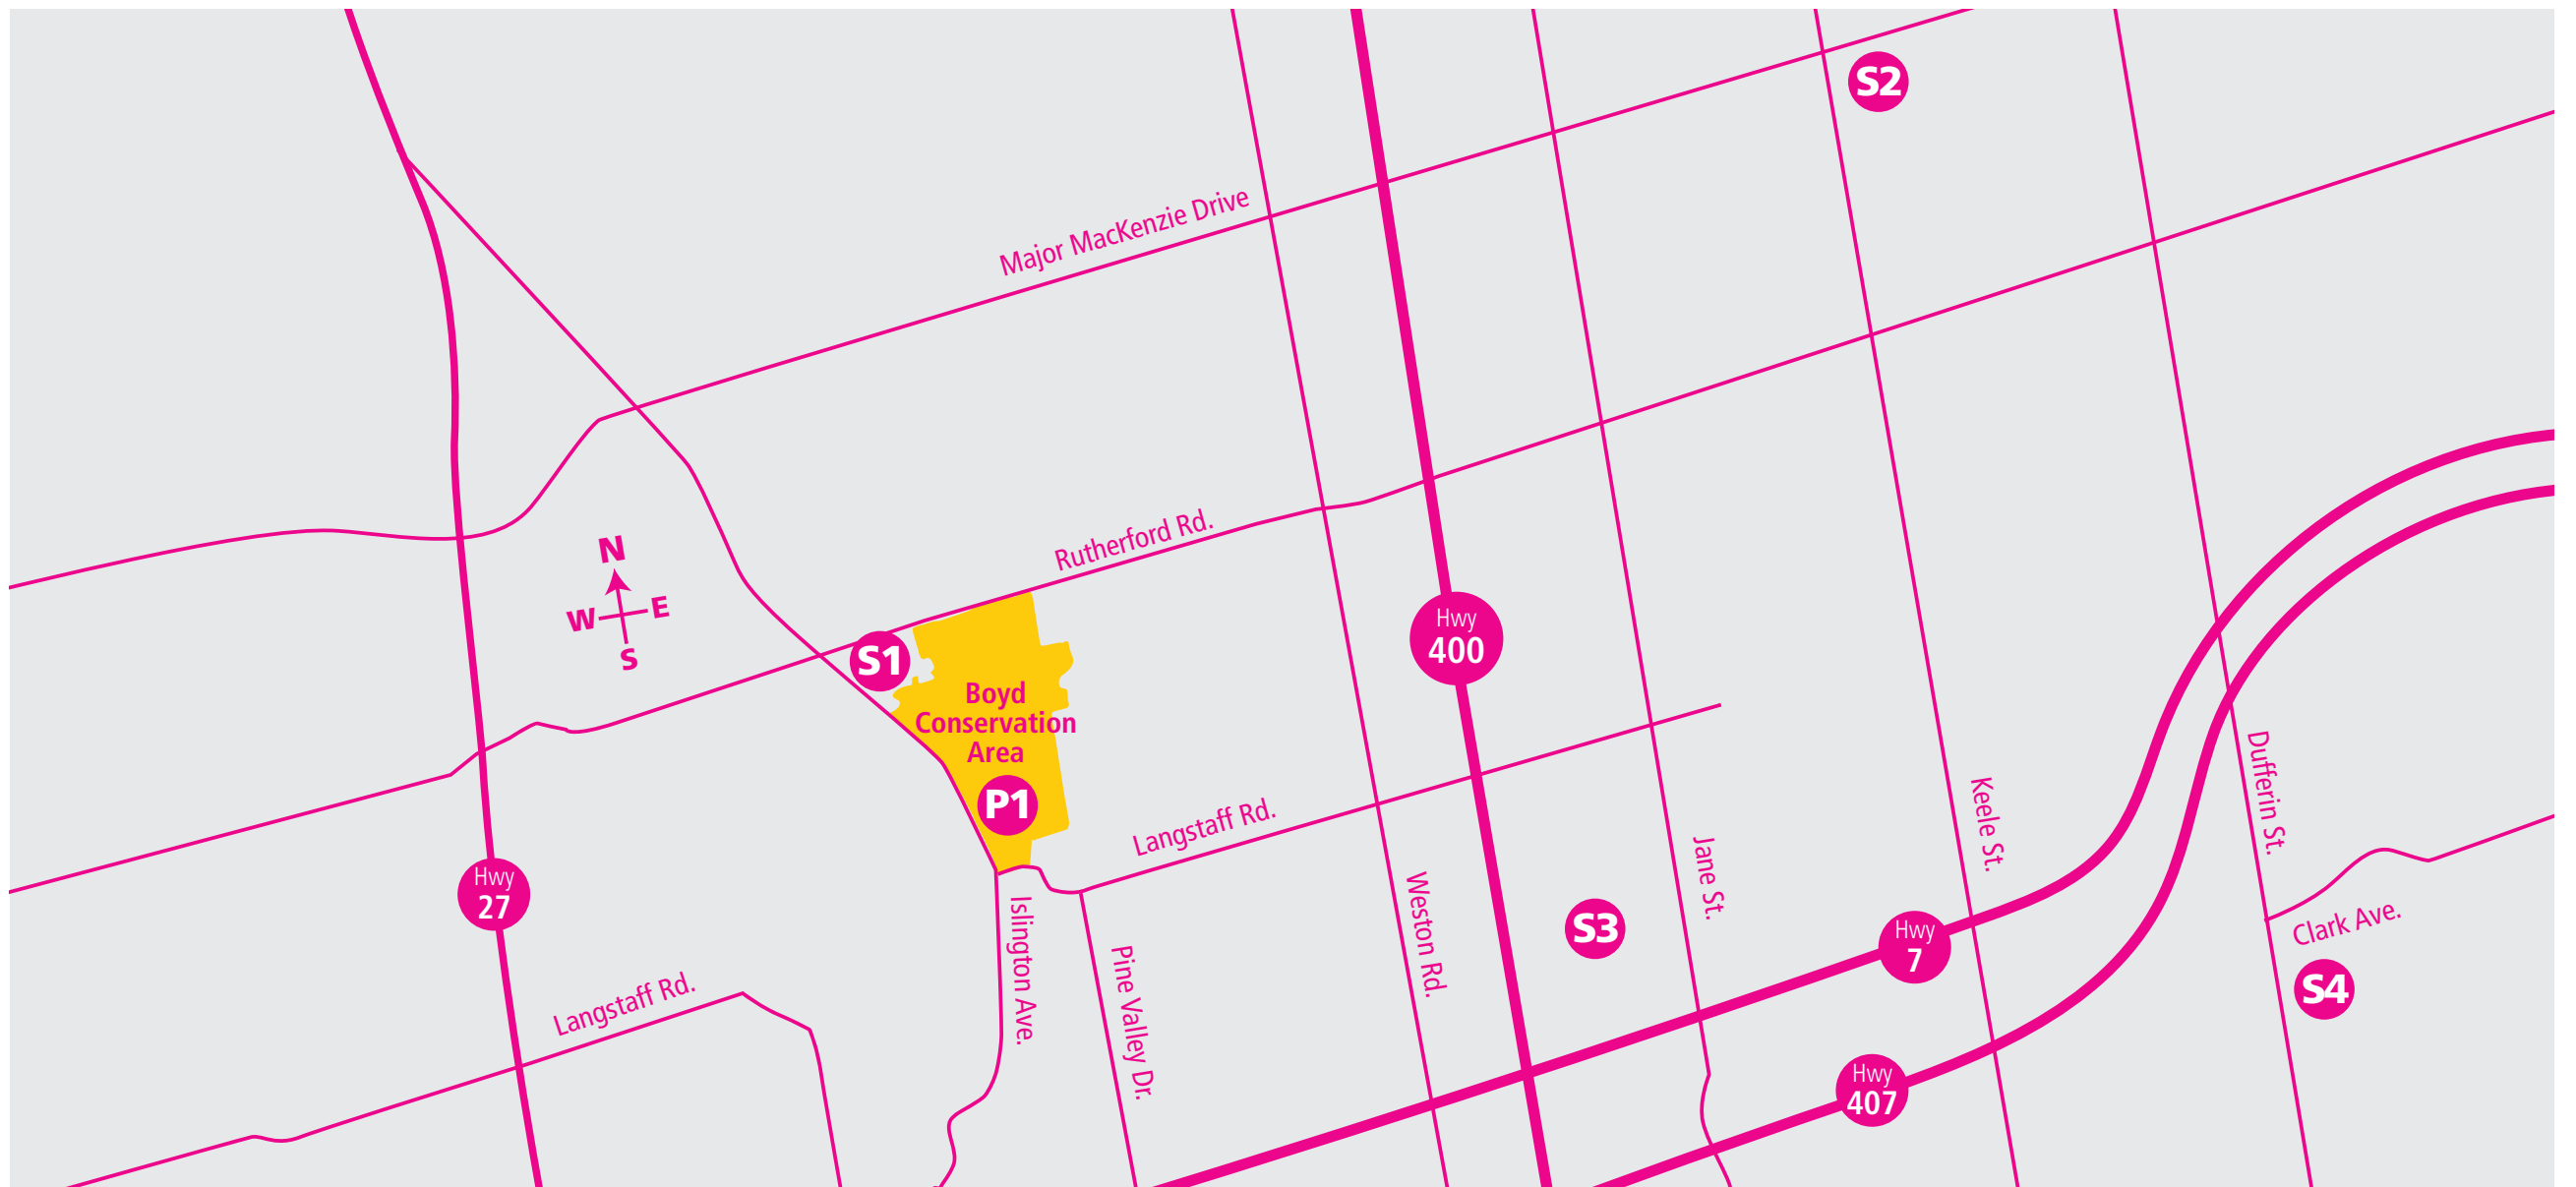 S2
Major MacKenzie Drive
Rutherford Rd.
N
W
E
S
S1
Hwy
400
Boyd
Conservation
Area
P1
Langstaff Rd.
Hwy
27
Islington Ave.
Pine Valley Dr.
Weston Rd.
Jane St.
Keele St.
Dufferin St.
S3
Hwy
7
Clark Ave.
S4
Langstaff Rd.
Hwy
407